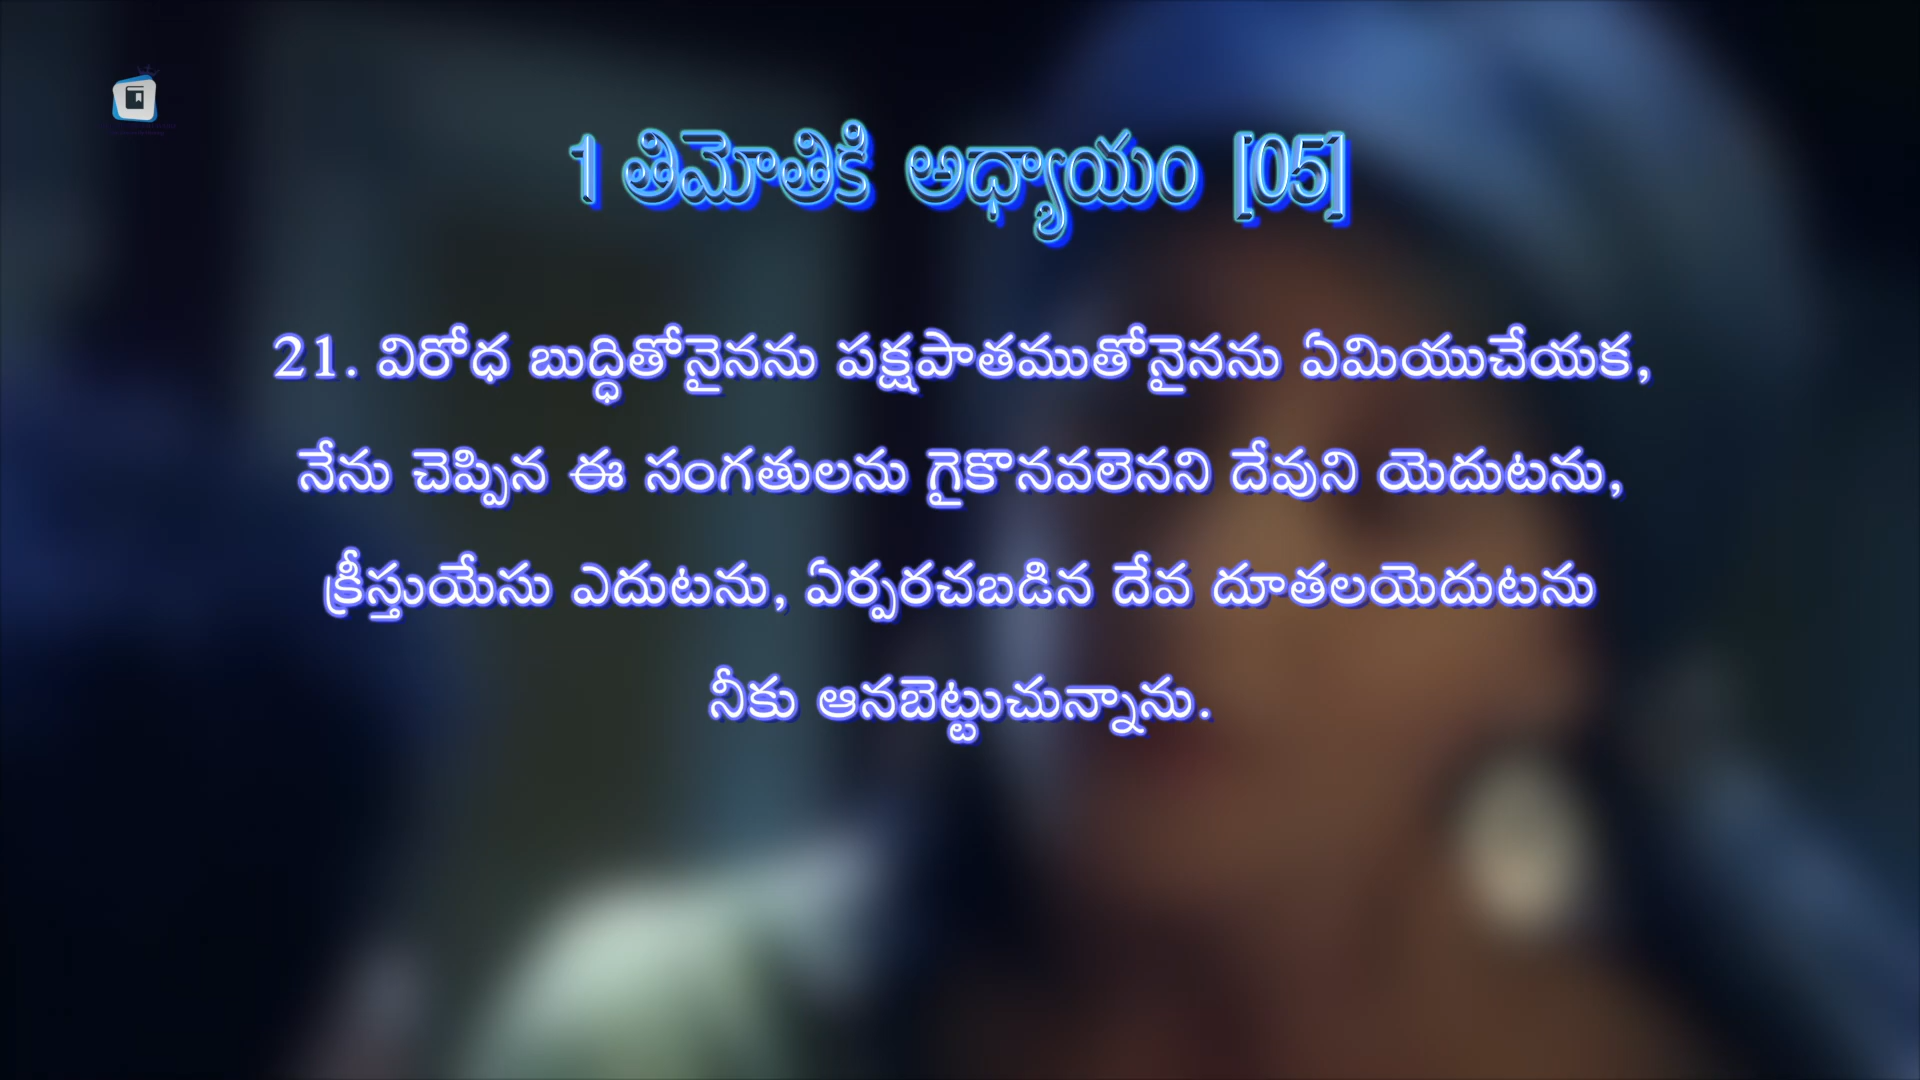 1 తిమోతికి అధ్యాయం [05]
21. విరోధ బుద్ధితోనైనను పక్షపాతముతోనైనను ఏమియుచేయక,
నేను చెప్పిన ఈ సంగతులను గైకొనవలెనని దేవుని యెదుటను,
క్రీస్తుయేసు ఎదుటను, ఏర్పరచబడిన దేవ దూతలయెదుటను
నీకు ఆనబెట్టుచున్నాను.